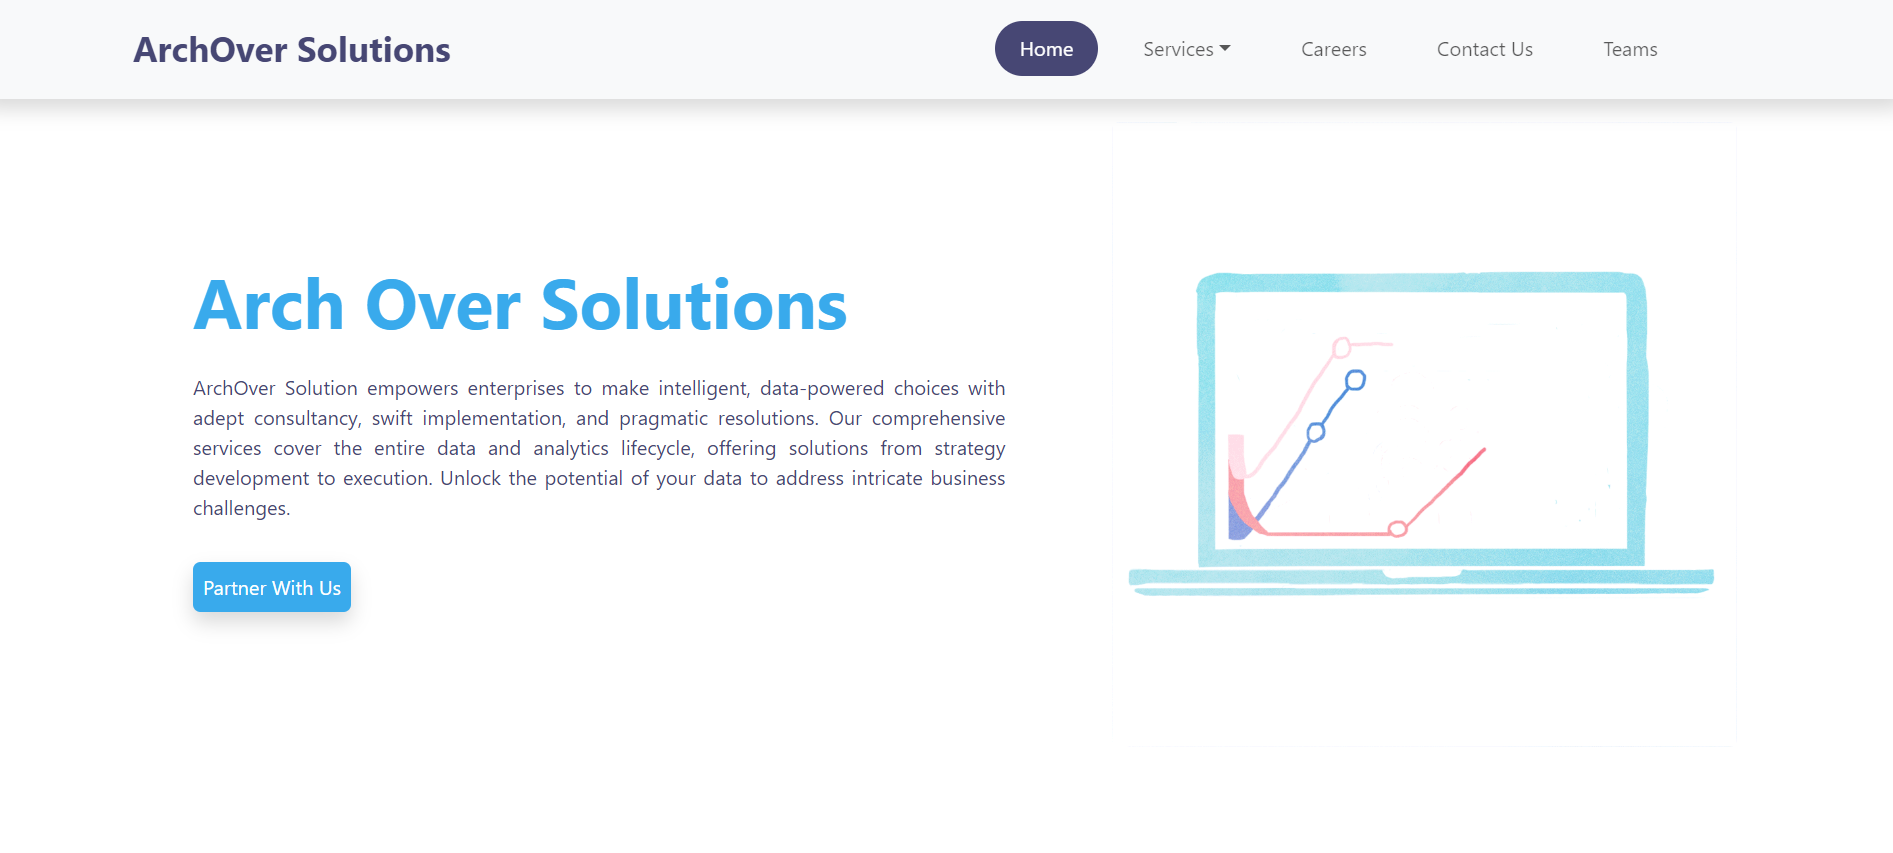 ArchOver Solutions
Home Services Careers Contact Us Teams
Arch Over Solutions
ArchOver Solution empowers enterprises to make intelligent, data-powered choices with
adept consultancy, swift implementation, and pragmatic resolutions. Our comprehensive
services cover the entire data and analytics lifecycle, offering solutions from strategy
development to execution. Unlock the potential of your data to address intricate business
challenges.
Partner With Us